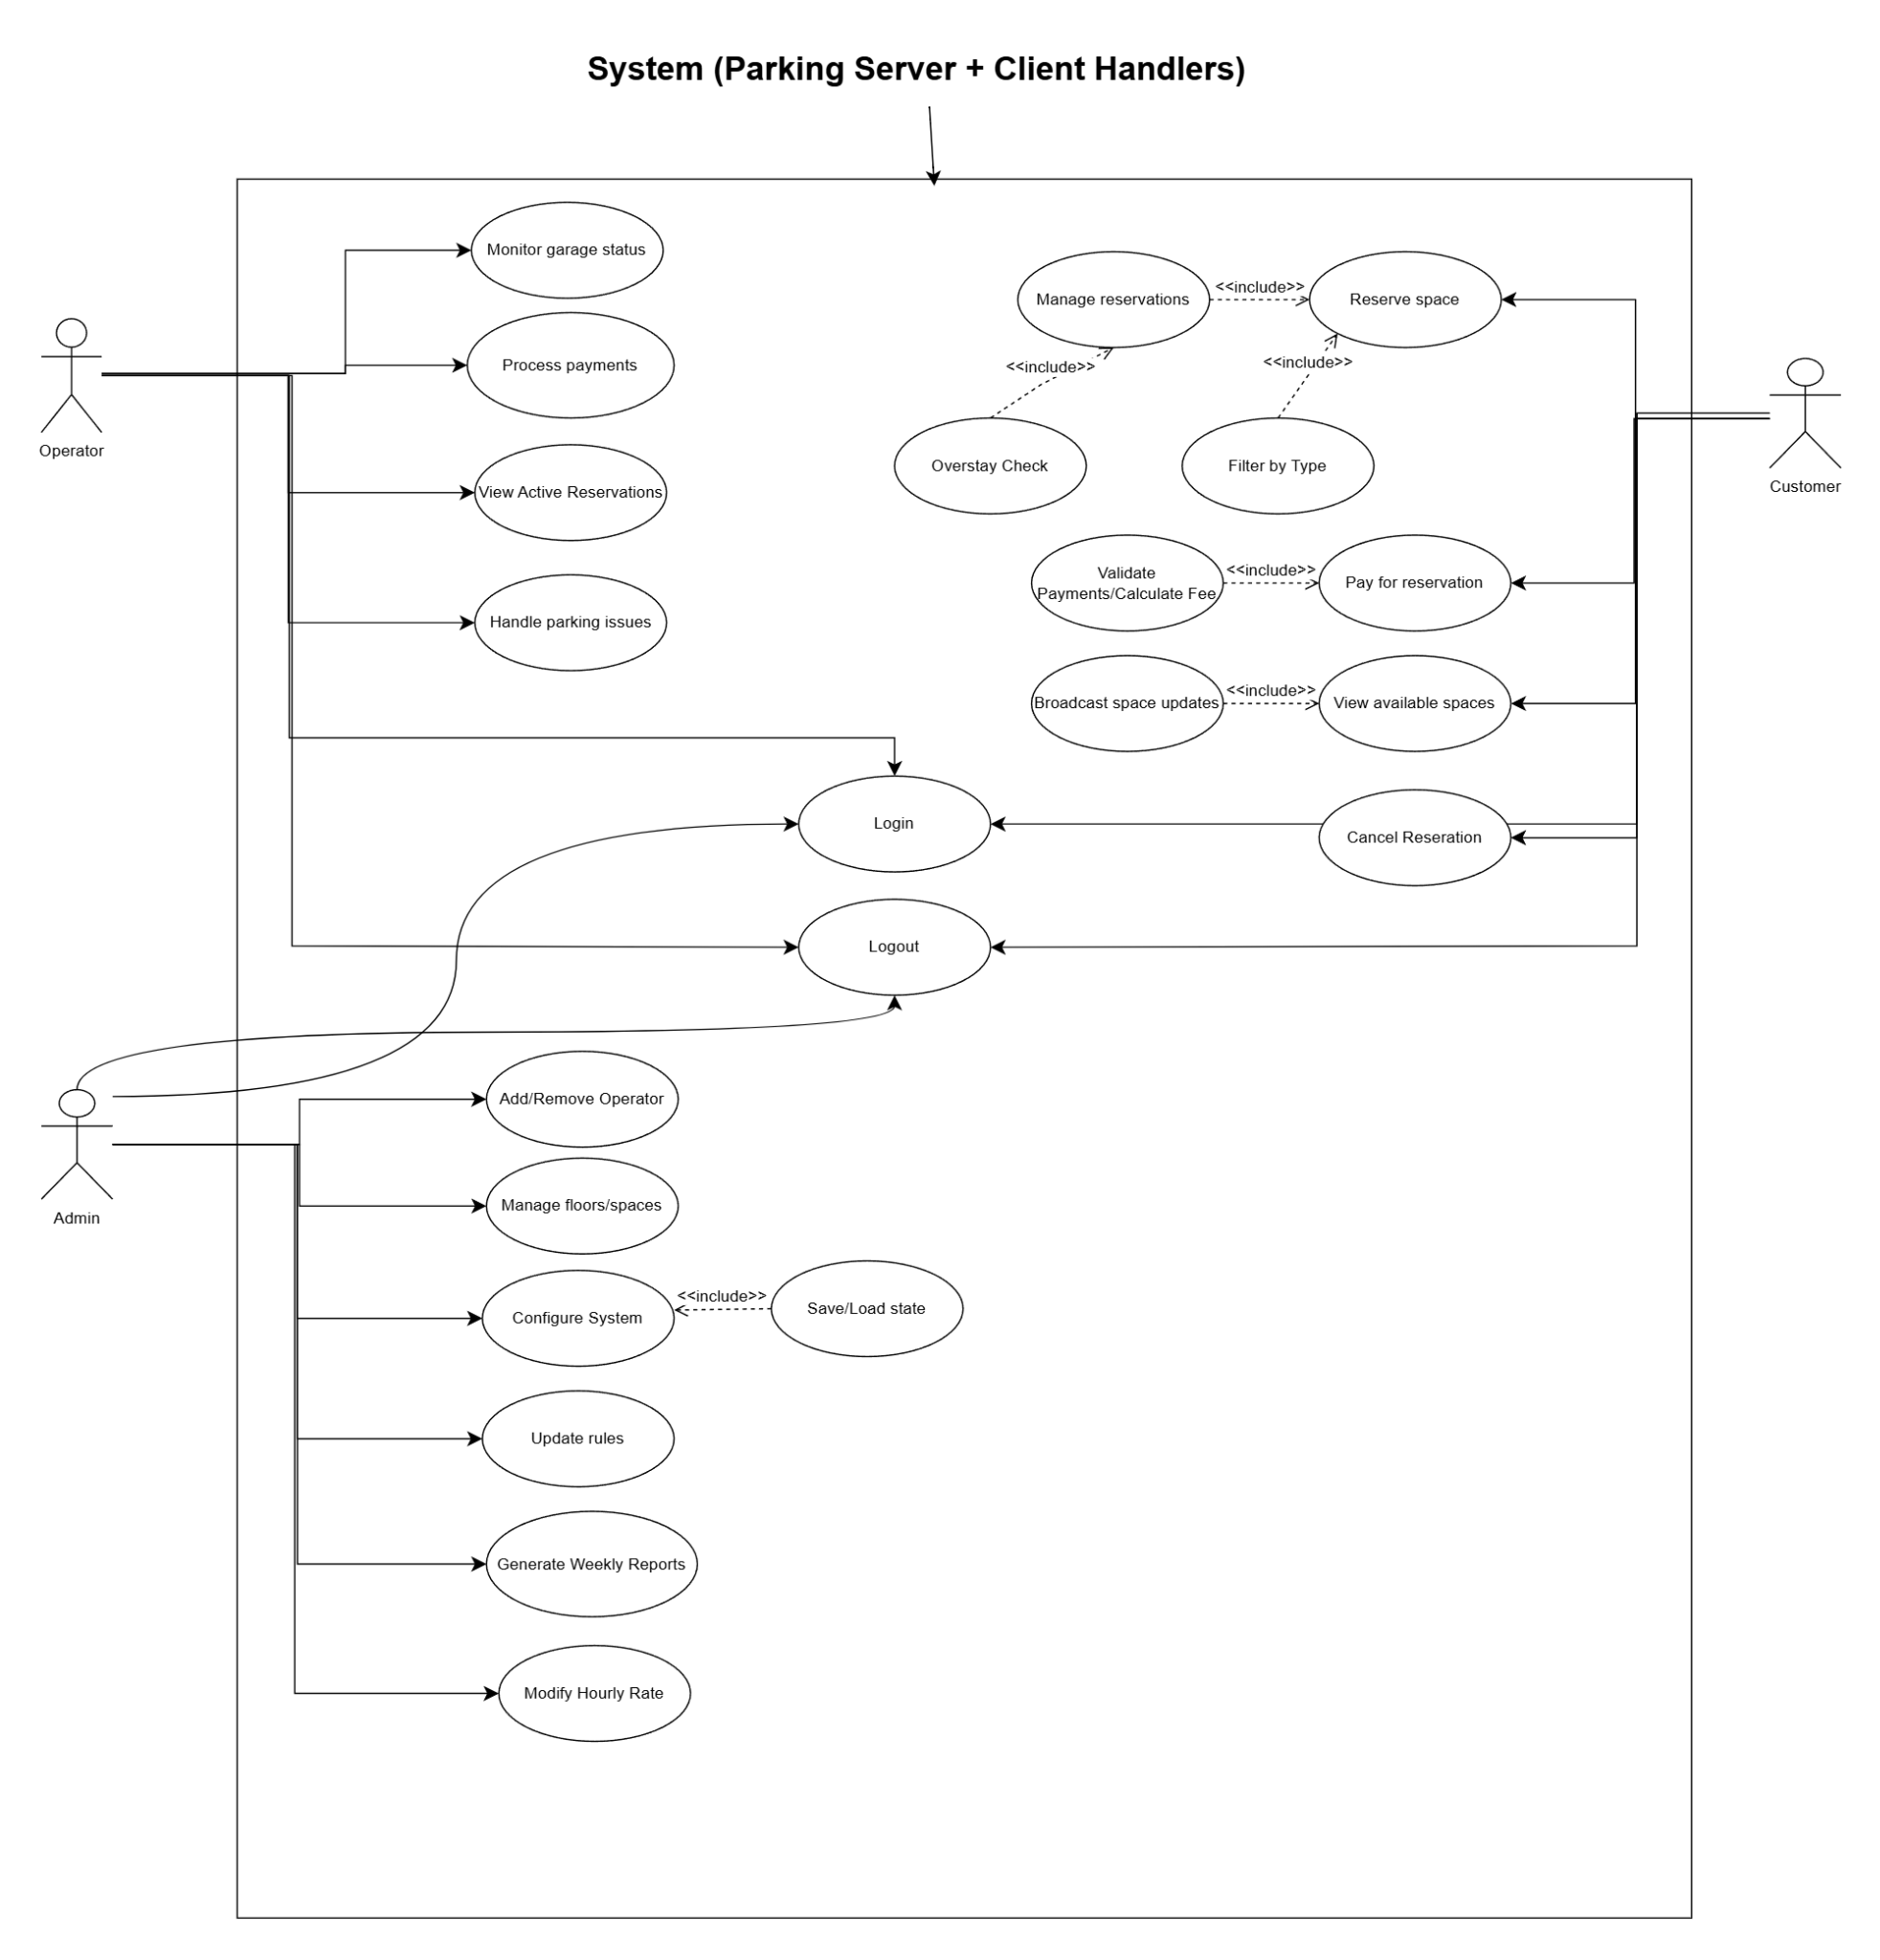 System (Parking Server + Client Handlers)
Monitor garage status
Manage reservations
<<include>>
Reserve space
Process payments
<<include>>
<<include>>
Operator
Overstay Check
Filter by Type
Customer
View Active Reservations
Validate
Payments/Calculate Fee
<<include>>
Pay for reservation
Handle parking issues
Broadcast space updates
<<include>>
View available spaces
Login
Cancel Reseration
Logout
Add/Remove Operator
Manage floors/spaces
Admin
Configure System
<<include>>
Save/Load state
Update rules
Generate Weekly Reports
Modify Hourly Rate